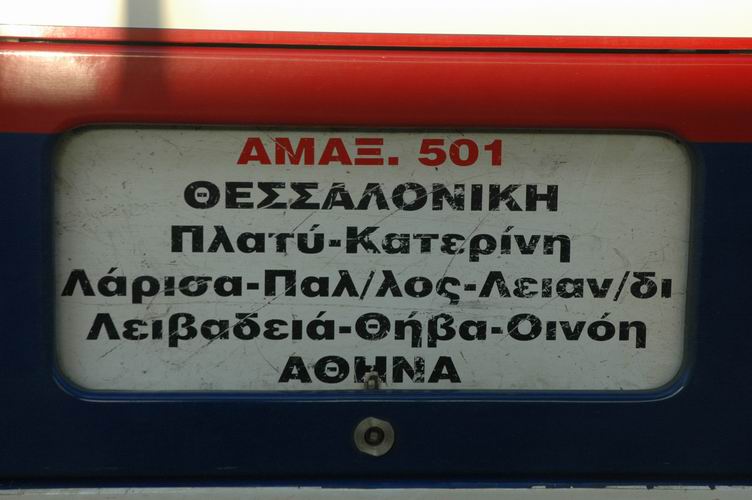 ΑΜΑΞ. 501
ΘΕΣΣΑΛΟΝΙΚΗ
Πλατύ-Κατερίνη
Λάρισα-Παλ/λος-Λειαν/δι
Λειβαδειά-Θήβα-Οινόη
ΑΘΗΝΑ